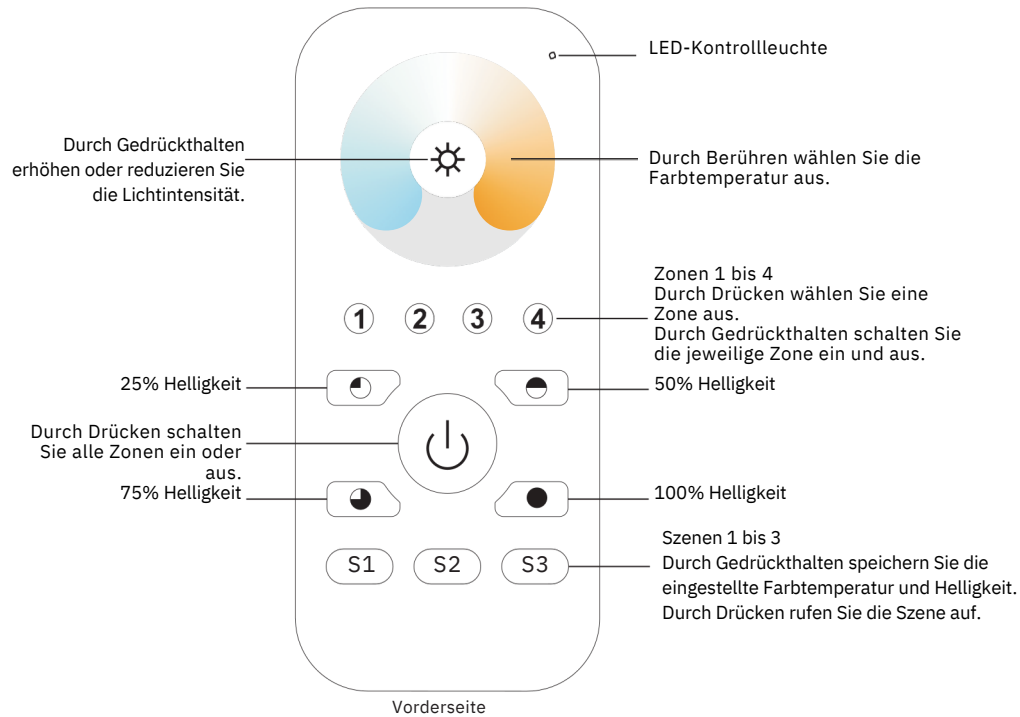 LED-Kontrollleuchte
Durch Gedrückthalten
erhöhen oder reduzieren Sie
die Lichtintensität.
Durch Berühren wählen Sie die
Farbtemperatur aus.
Zonen 1 bis 4
Durch Drücken wählen Sie eine
Zone aus.
Durch Gedrückthalten schalten Sie
die jeweilige Zone ein und aus.
1 2 3 4
25% Helligkeit
50% Helligkeit
Durch Drücken schalten
Sie alle Zonen ein oder
aus.
75% Helligkeit
100% Helligkeit
S1 S2 S3
Szenen 1 bis 3
Durch Gedrückthalten speichern Sie die
eingestellte Farbtemperatur und Helligkeit.
Durch Drücken rufen Sie die Szene auf.
Vorderseite